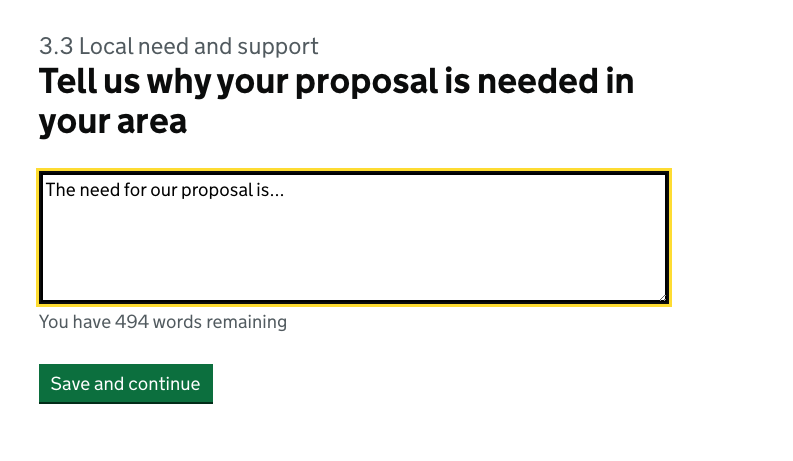 3.3 Local need and support
Tell us why your proposal is needed in
your area
The need for our proposal is...
You have 494 words remaining
Save and continue